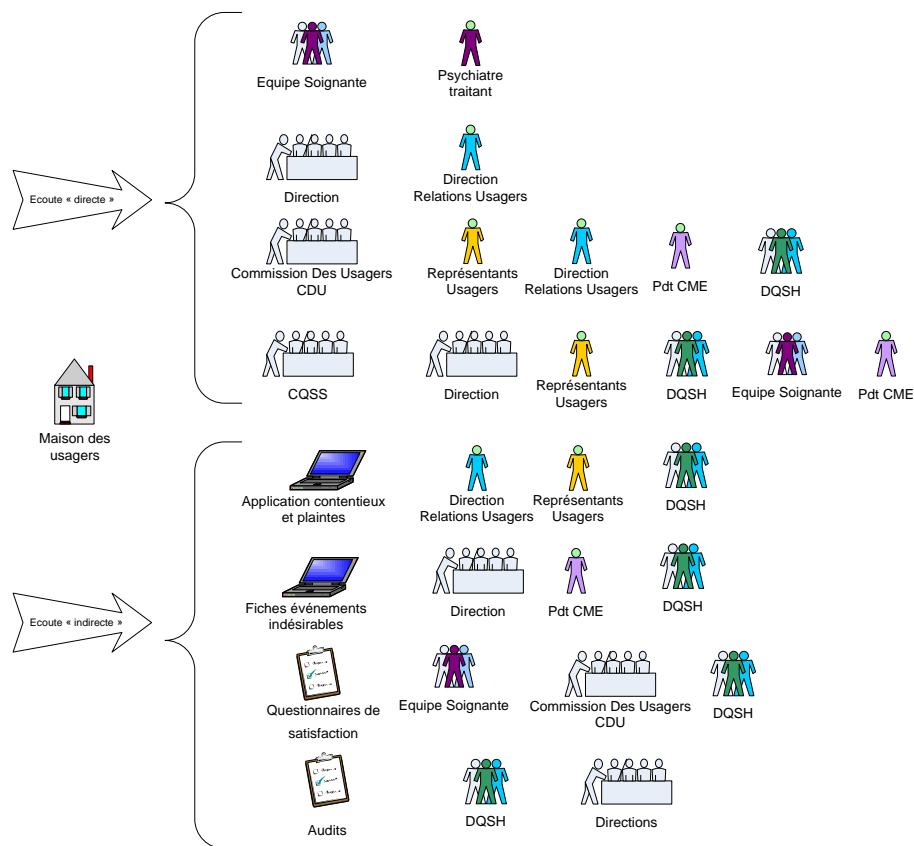 Equipe Soignante
Psychiatre
traitant
Ecoute « directe »
Direction
Direction
Relations Usagers
Commission Des Usagers
CDU
Représentants
Usagers
Direction
Relations Usagers
Pdt CME
DQSH
CQSS
Direction
Représentants
Usagers
DQSH
Equipe Soignante
Pdt CME
Maison des
usagers
Application contentieux
et plaintes
Direction
Relations Usagers
Représentants
Usagers
DQSH
Ecoute « indirecte »
Fiches événements
indésirables
Direction
Pdt CME
DQSH
Questionnaires de
satisfaction
Equipe Soignante
Commission Des Usagers
CDU
DQSH
Audits
DQSH
Directions